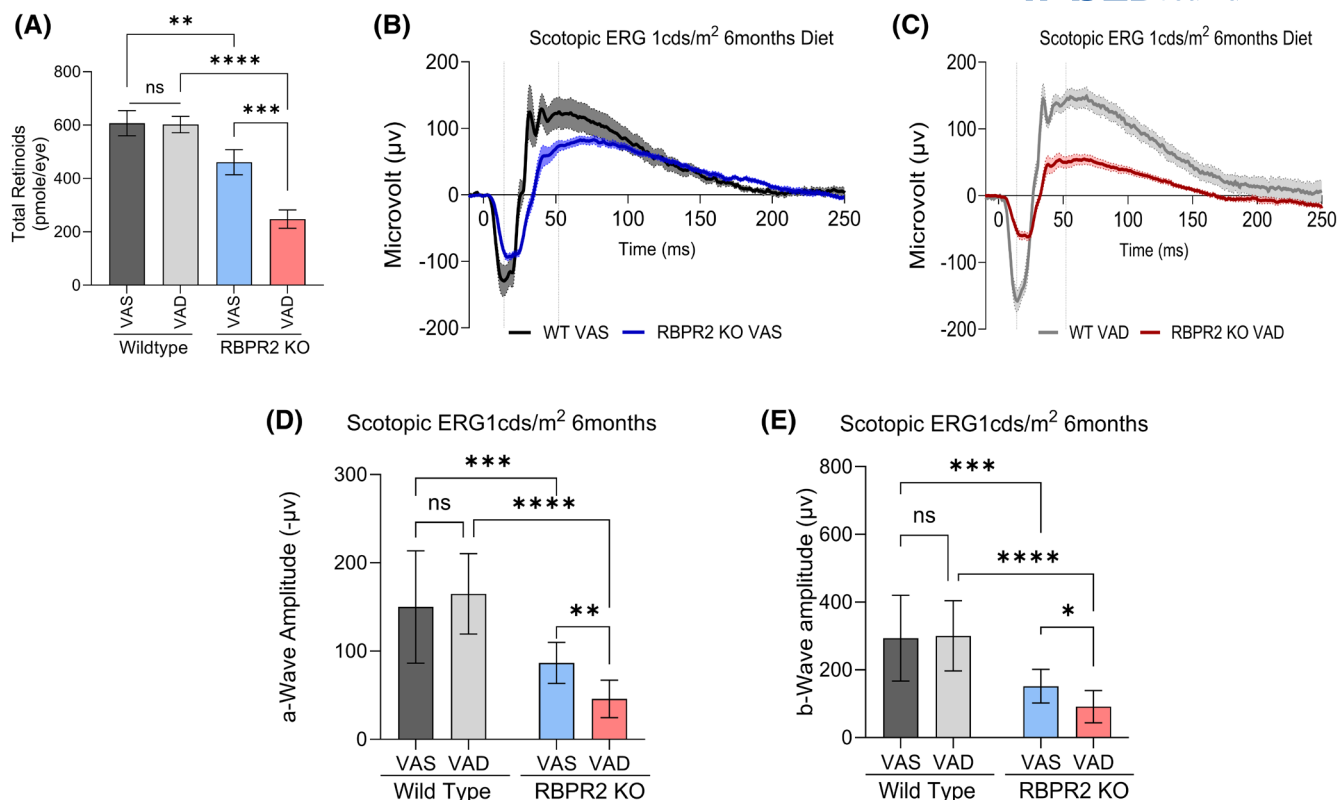 (A)
**
****
ns
***
800
600
400
200
0
Total Retinoids
(pmole/eye)
VAS
VAD
VAS
VAD
Wildtype
RBPR2 KO
(B)
Scotopic ERG 1cds/m² 6months Diet
200
100
0
-100
-200
Microvolt (μv)
0
50
100
150
200
250
Time (ms)
WT VAS
RBPR2 KO VAS
(C)
Scotopic ERG 1cds/m² 6months Diet
200
100
0
-100
-200
Microvolt (μv)
0
50
100
150
200
250
Time (ms)
WT VAD
RBPR2 KO VAD
(D)
Scotopic ERG1cds/m² 6months
***
ns
****
**
300
200
100
0
a-Wave Amplitude (-μv)
VAS
VAD
VAS
VAD
Wild Type
RBPR2 KO
(E)
Scotopic ERG1cds/m² 6months
***
ns
****
*
800
600
400
200
0
b-Wave amplitude (μv)
VAS
VAD
VAS
VAD
Wild Type
RBPR2 KO